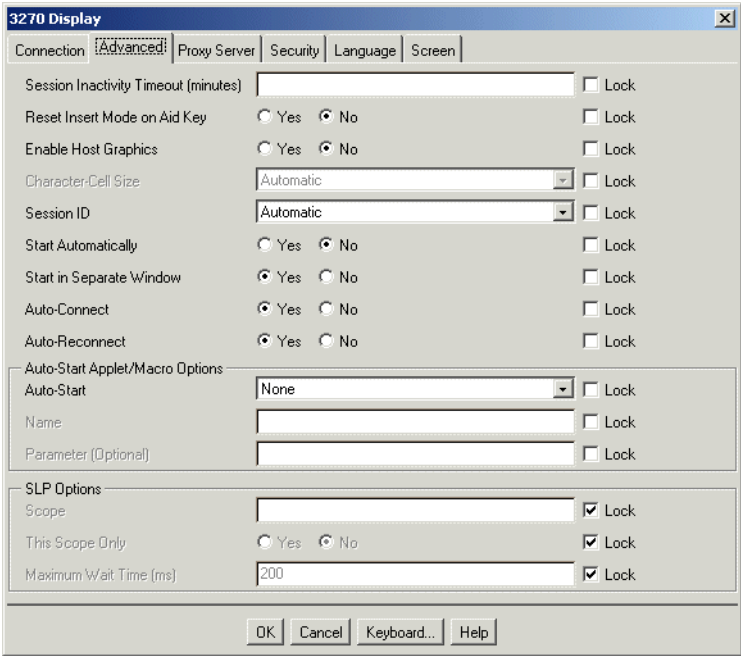 3270 Display
Connection Advanced Proxy Server Security Language Screen
Session Inactivity Timeout (minutes) Lock
Reset Insert Mode on Aid Key Yes No Lock
Enable Host Graphics Yes No Lock
Character-Cell Size Automatic Lock
Session ID Automatic Lock
Start Automatically Yes No Lock
Start in Separate Window Yes No Lock
Auto-Connect Yes No Lock
Auto-Reconnect Yes No Lock
Auto-Start Applet/Macro Options
Auto-Start None Lock
Name Lock
Parameter (Optional) Lock
SLP Options
Scope Lock
This Scope Only Yes No Lock
Maximum Wait Time (ms) 200 Lock
OK Cancel Keyboard... Help